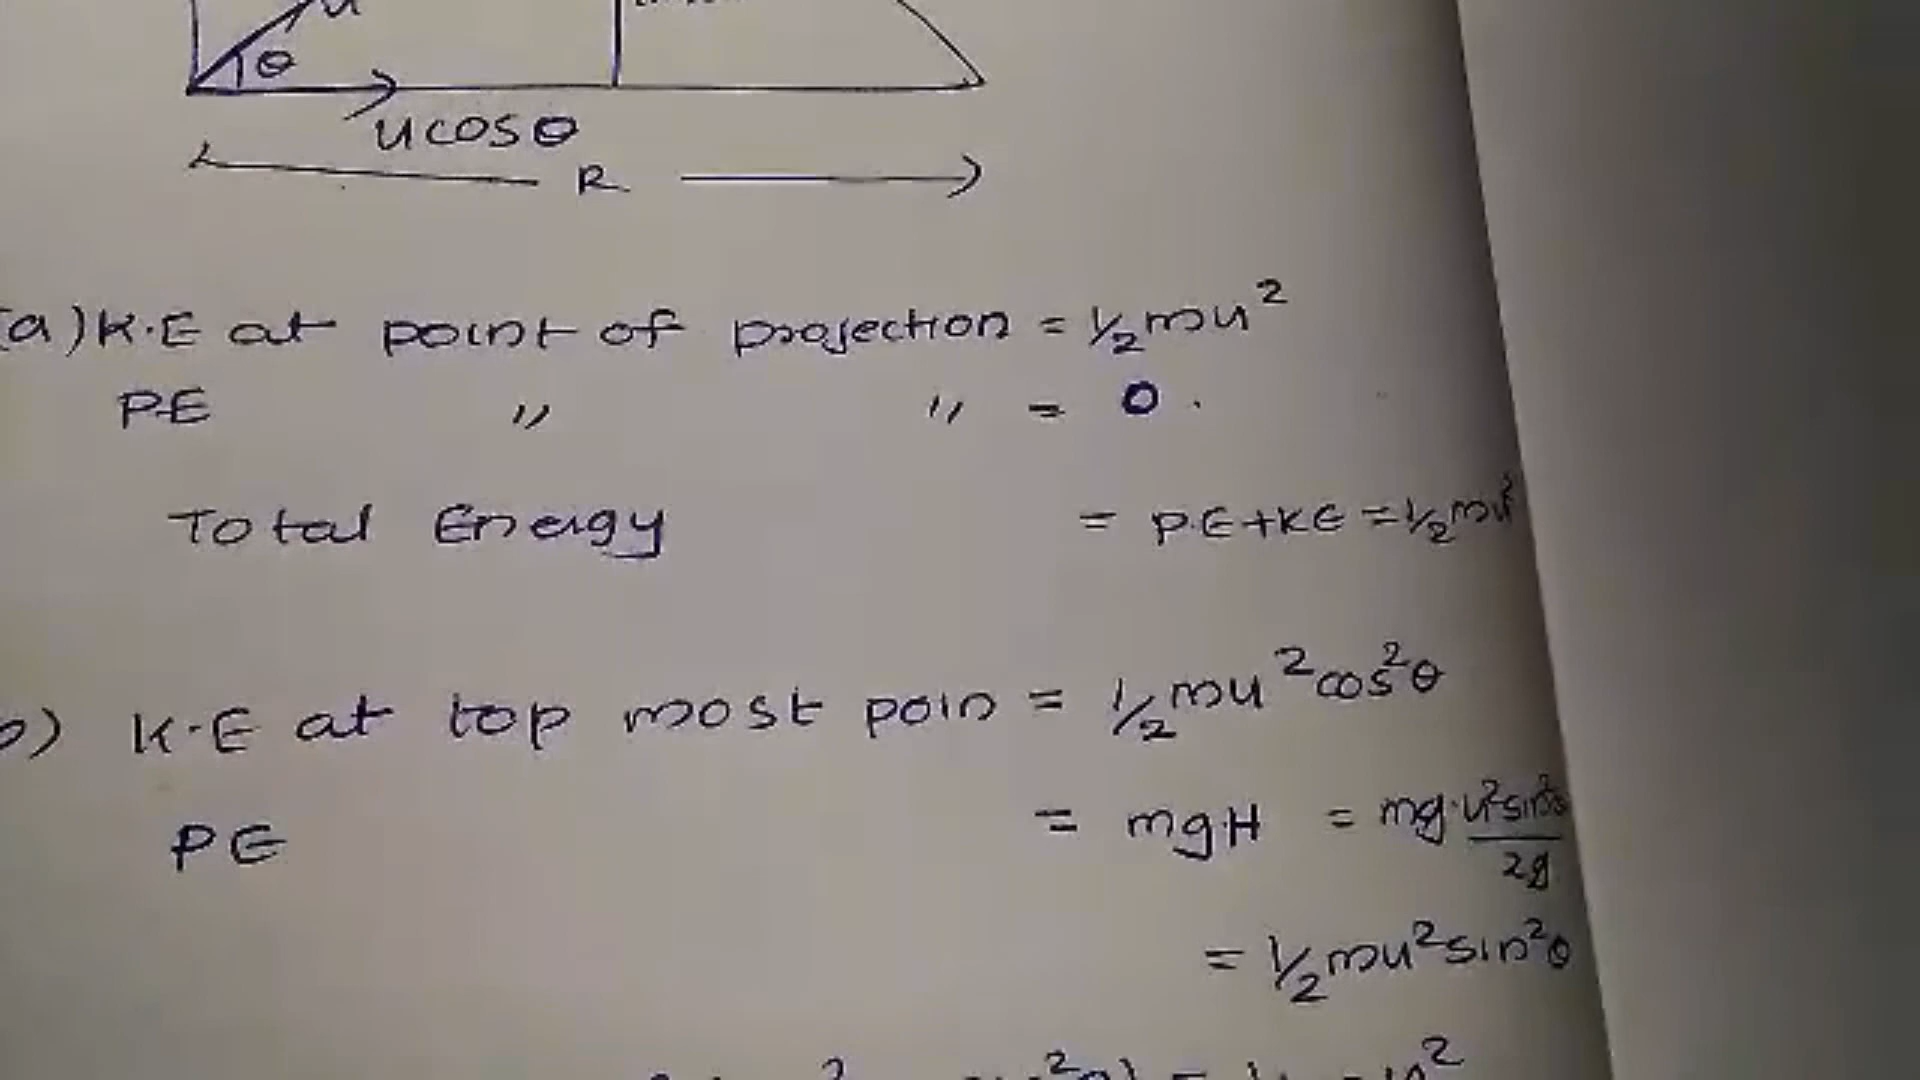 u
θ
u cos θ
R
(a) K.E at point of projection = ½mu²
PE " " = 0.
Total Energy = P.E+KE = ½mu²
b) K.E at top most poin = ½mu²cos²θ
PE = mgH = mg.u²sin²θ/2g
= ½mu²sin²θ